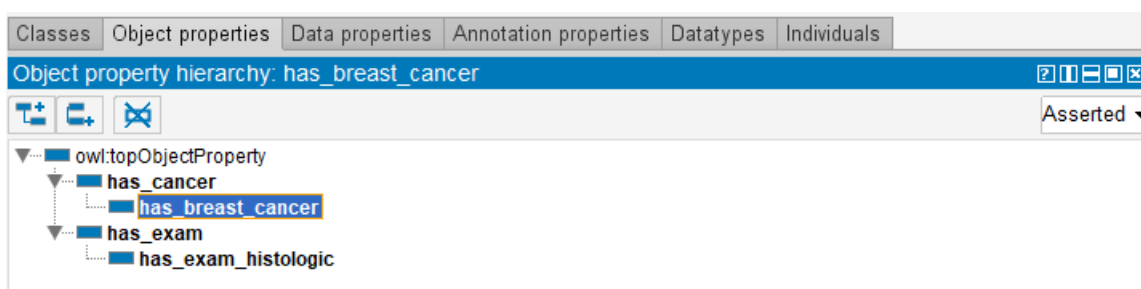 Classes Object properties Data properties Annotation properties Datatypes Individuals
Object property hierarchy: has_breast_cancer
Asserted
owl:topObjectProperty
has_cancer
has_breast_cancer
has_exam
has_exam_histologic